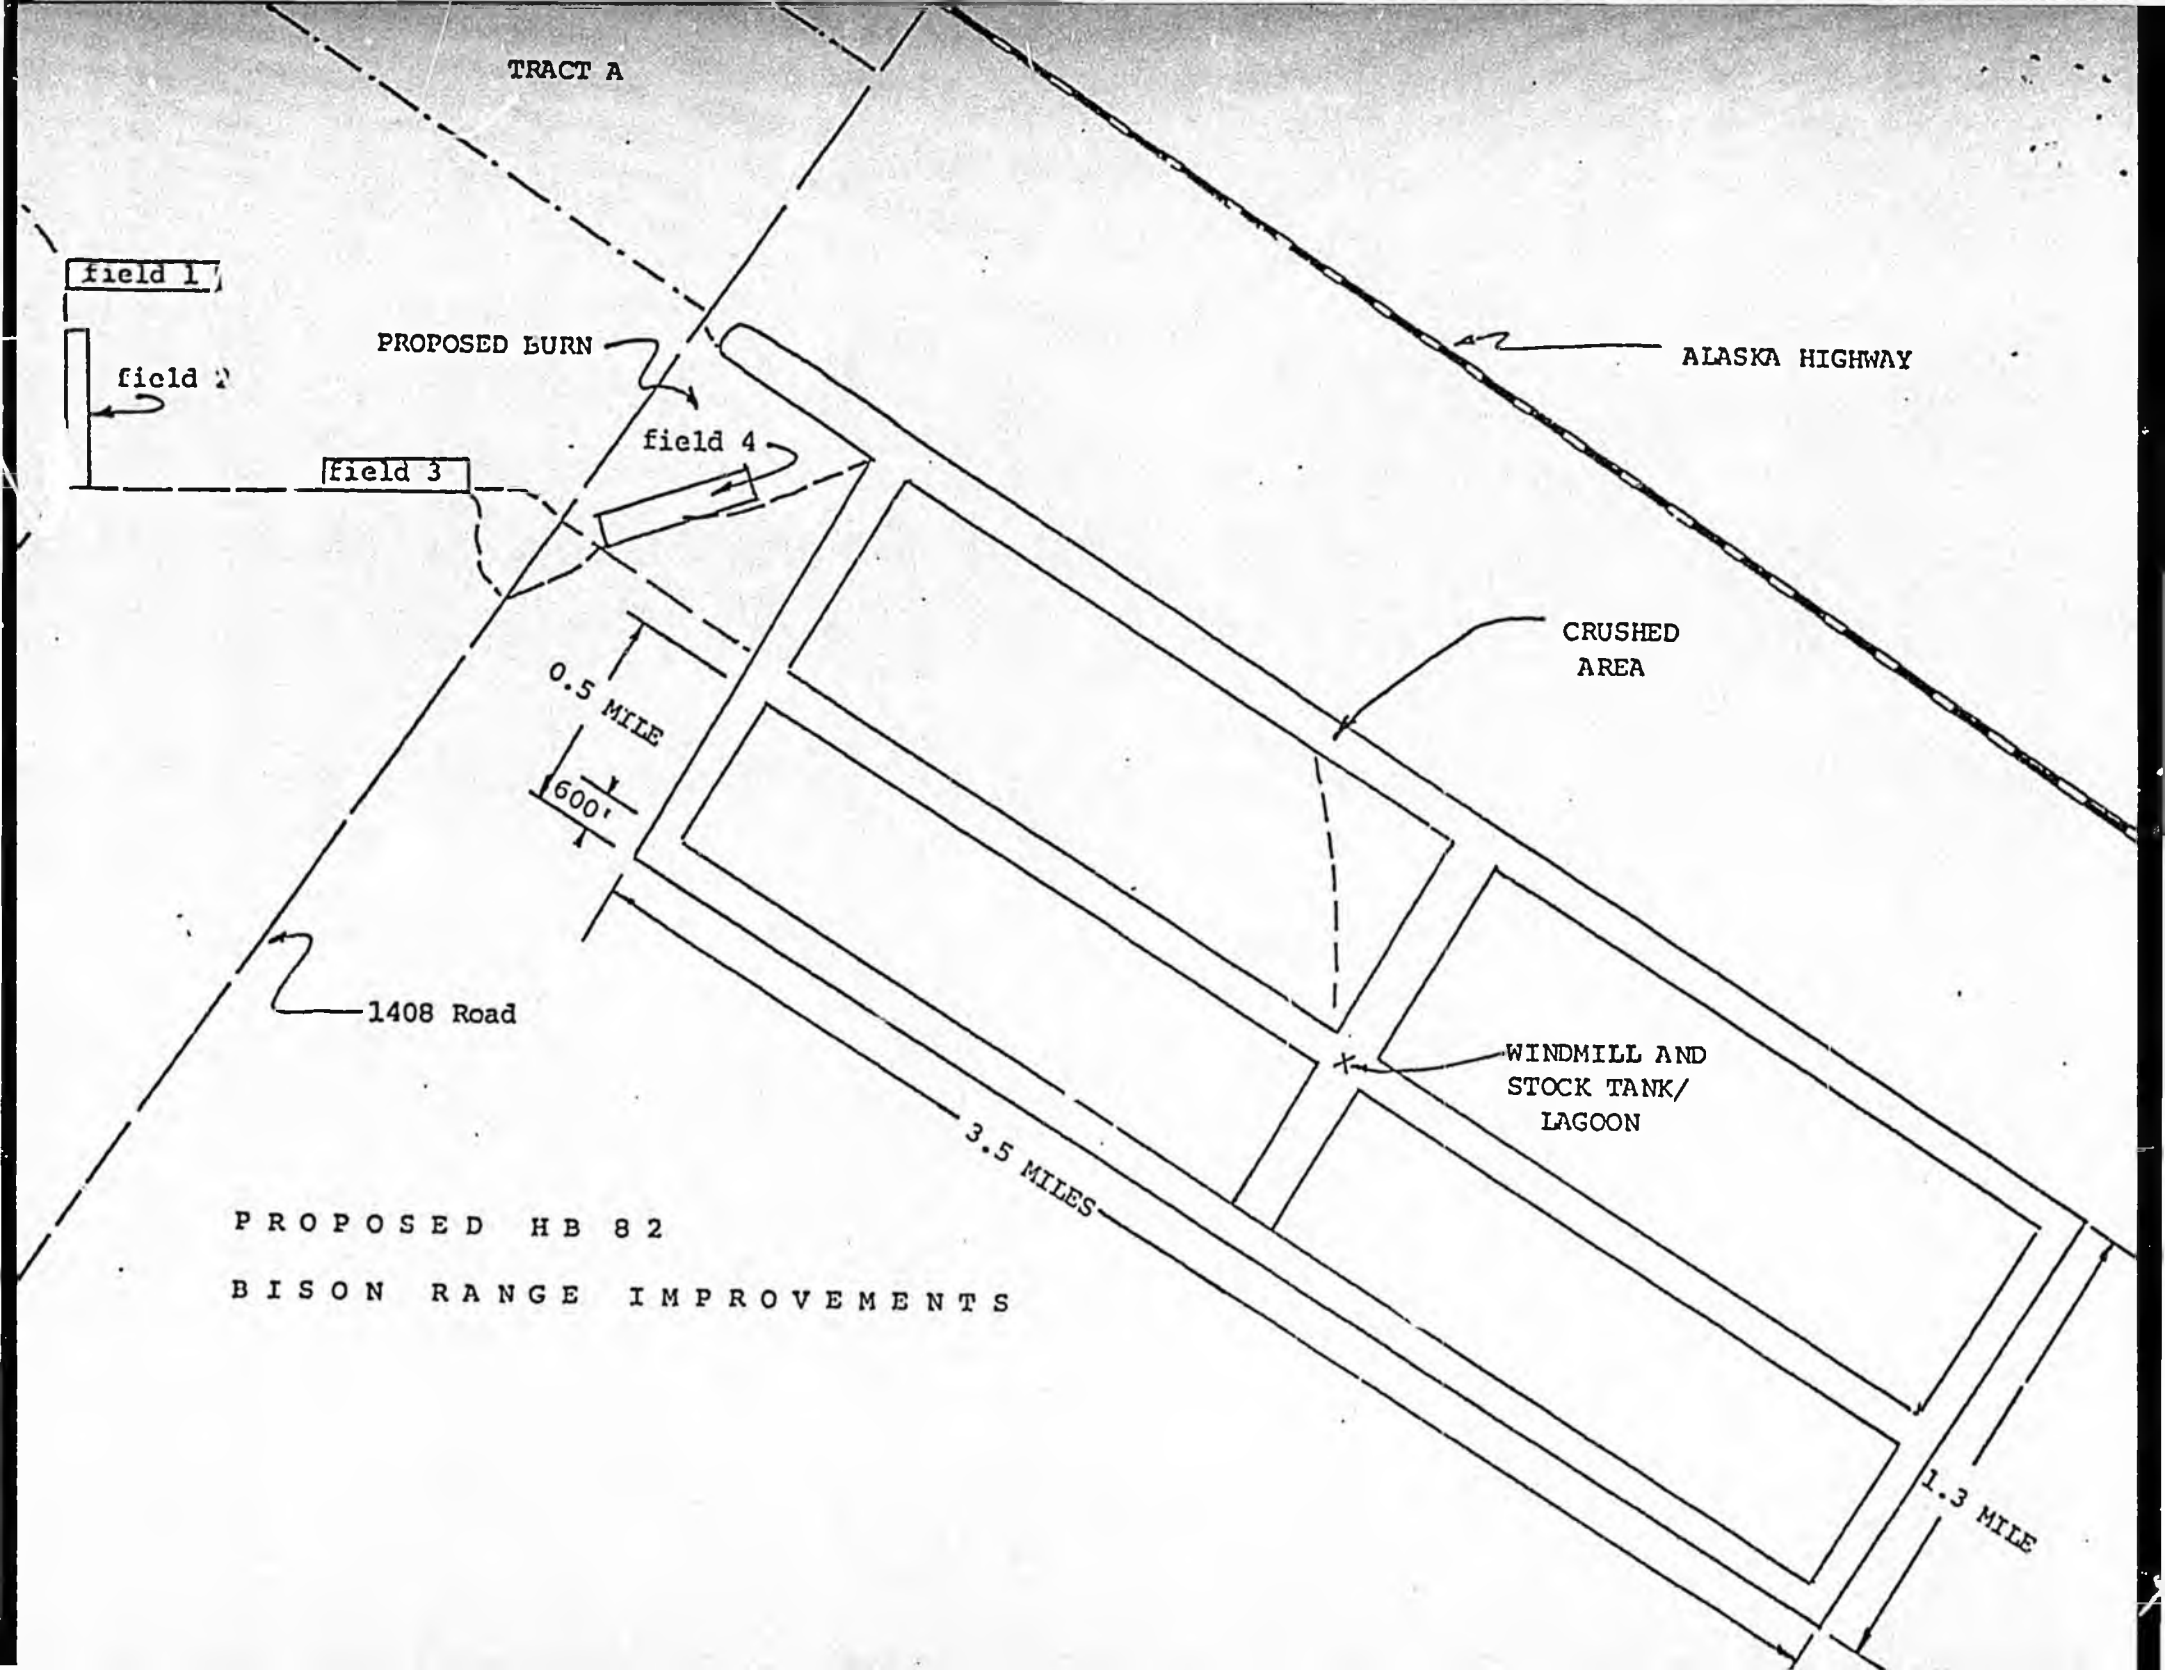 TRACT A
field 1
PROPOSED BURN
ALASKA HIGHWAY
field 2
field 4
field 3
CRUSHED
AREA
0.5 MILE
600'
1408 Road
WINDMILL AND
STOCK TANK/
LAGOON
3.5 MILES
PROPOSED HB 82
BISON RANGE IMPROVEMENTS
1.3 MILE